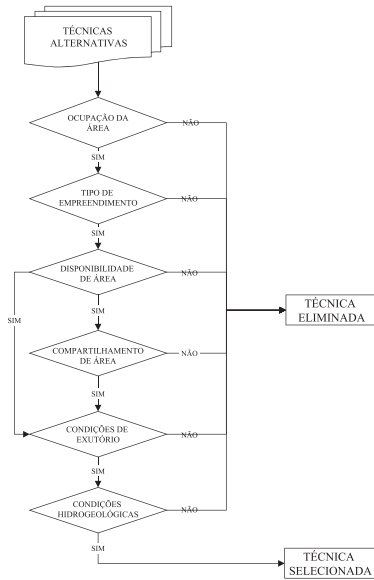 TÉCNICAS
ALTERNATIVAS
OCUPAÇÃO DA
ÁREA
NÃO
SIM
TIPO DE
EMPREENDIMENTO
NÃO
SIM
DISPONIBILIDADE
DE ÁREA
NÃO
SIM
SIM
TÉCNICA
ELIMINADA
COMPARTILHAMENTO
DE ÁREA
NÃO
SIM
CONDIÇÕES DE
EXUTÓRIO
NÃO
SIM
CONDIÇÕES
HIDROGEOLÓGICAS
NÃO
SIM
TÉCNICA
SELECIONADA